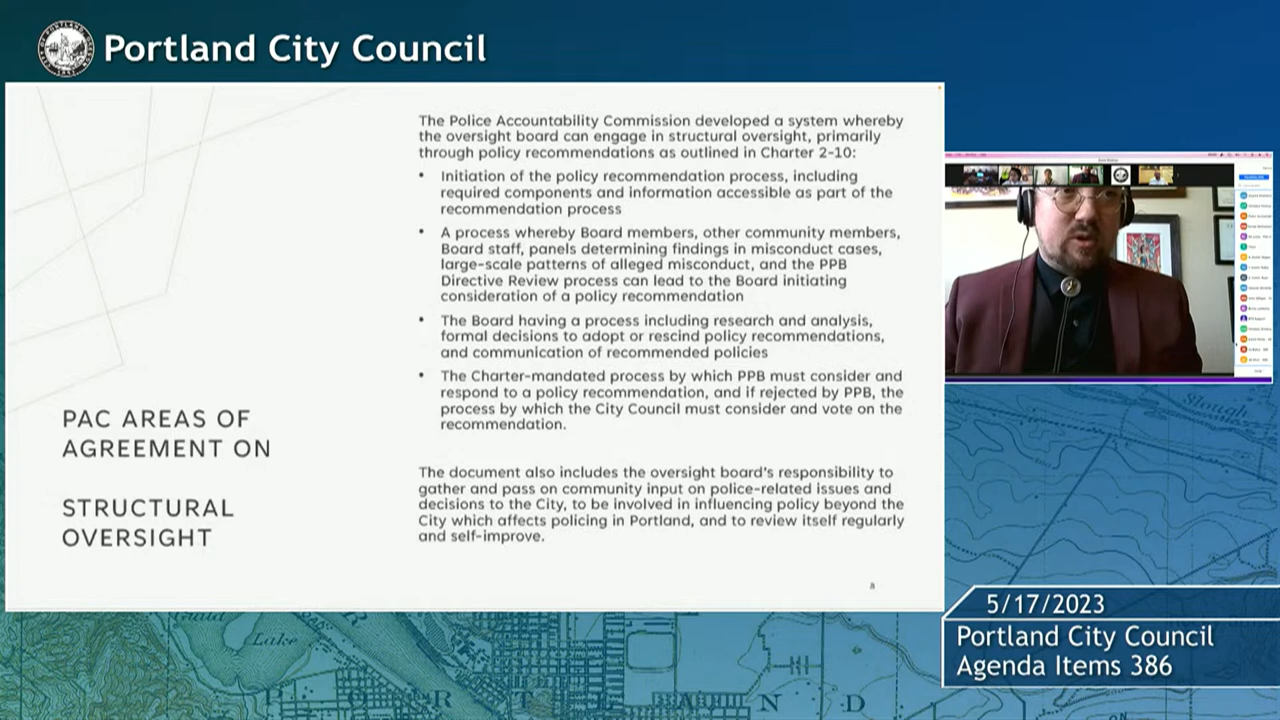 Portland City Council
The Police Accountability Commission developed a system whereby
the oversight board can engage in structural oversight, primarily
through policy recommendations as outlined in Charter 2-10:
• Initiation of the policy recommendation process, including
required components and information accessible as part of the
recommendation process
• A process whereby Board members, other community members,
Board staff, panels determining findings in misconduct cases,
large-scale patterns of alleged misconduct, and the PPB
Directive Review process can lead to the Board initiating
consideration of a policy recommendation
• The Board having a process including research and analysis,
formal decisions to adopt or rescind policy recommendations,
and communication of recommended policies
• The Charter-mandated process by which PPB must consider and
respond to a policy recommendation, and if rejected by PPB, the
process by which the City Council must consider and vote on the
recommendation.
PAC AREAS OF
AGREEMENT ON
STRUCTURAL
OVERSIGHT
The document also includes the oversight board's responsibility to
gather and pass on community input on police-related issues and
decisions to the City, to be involved in influencing policy beyond the
City which affects policing in Portland, and to review itself regularly
and self-improve.
8
Slough
5/17/2023
Portland City Council
Agenda Items 386
Guild
Lake
R T L A N D